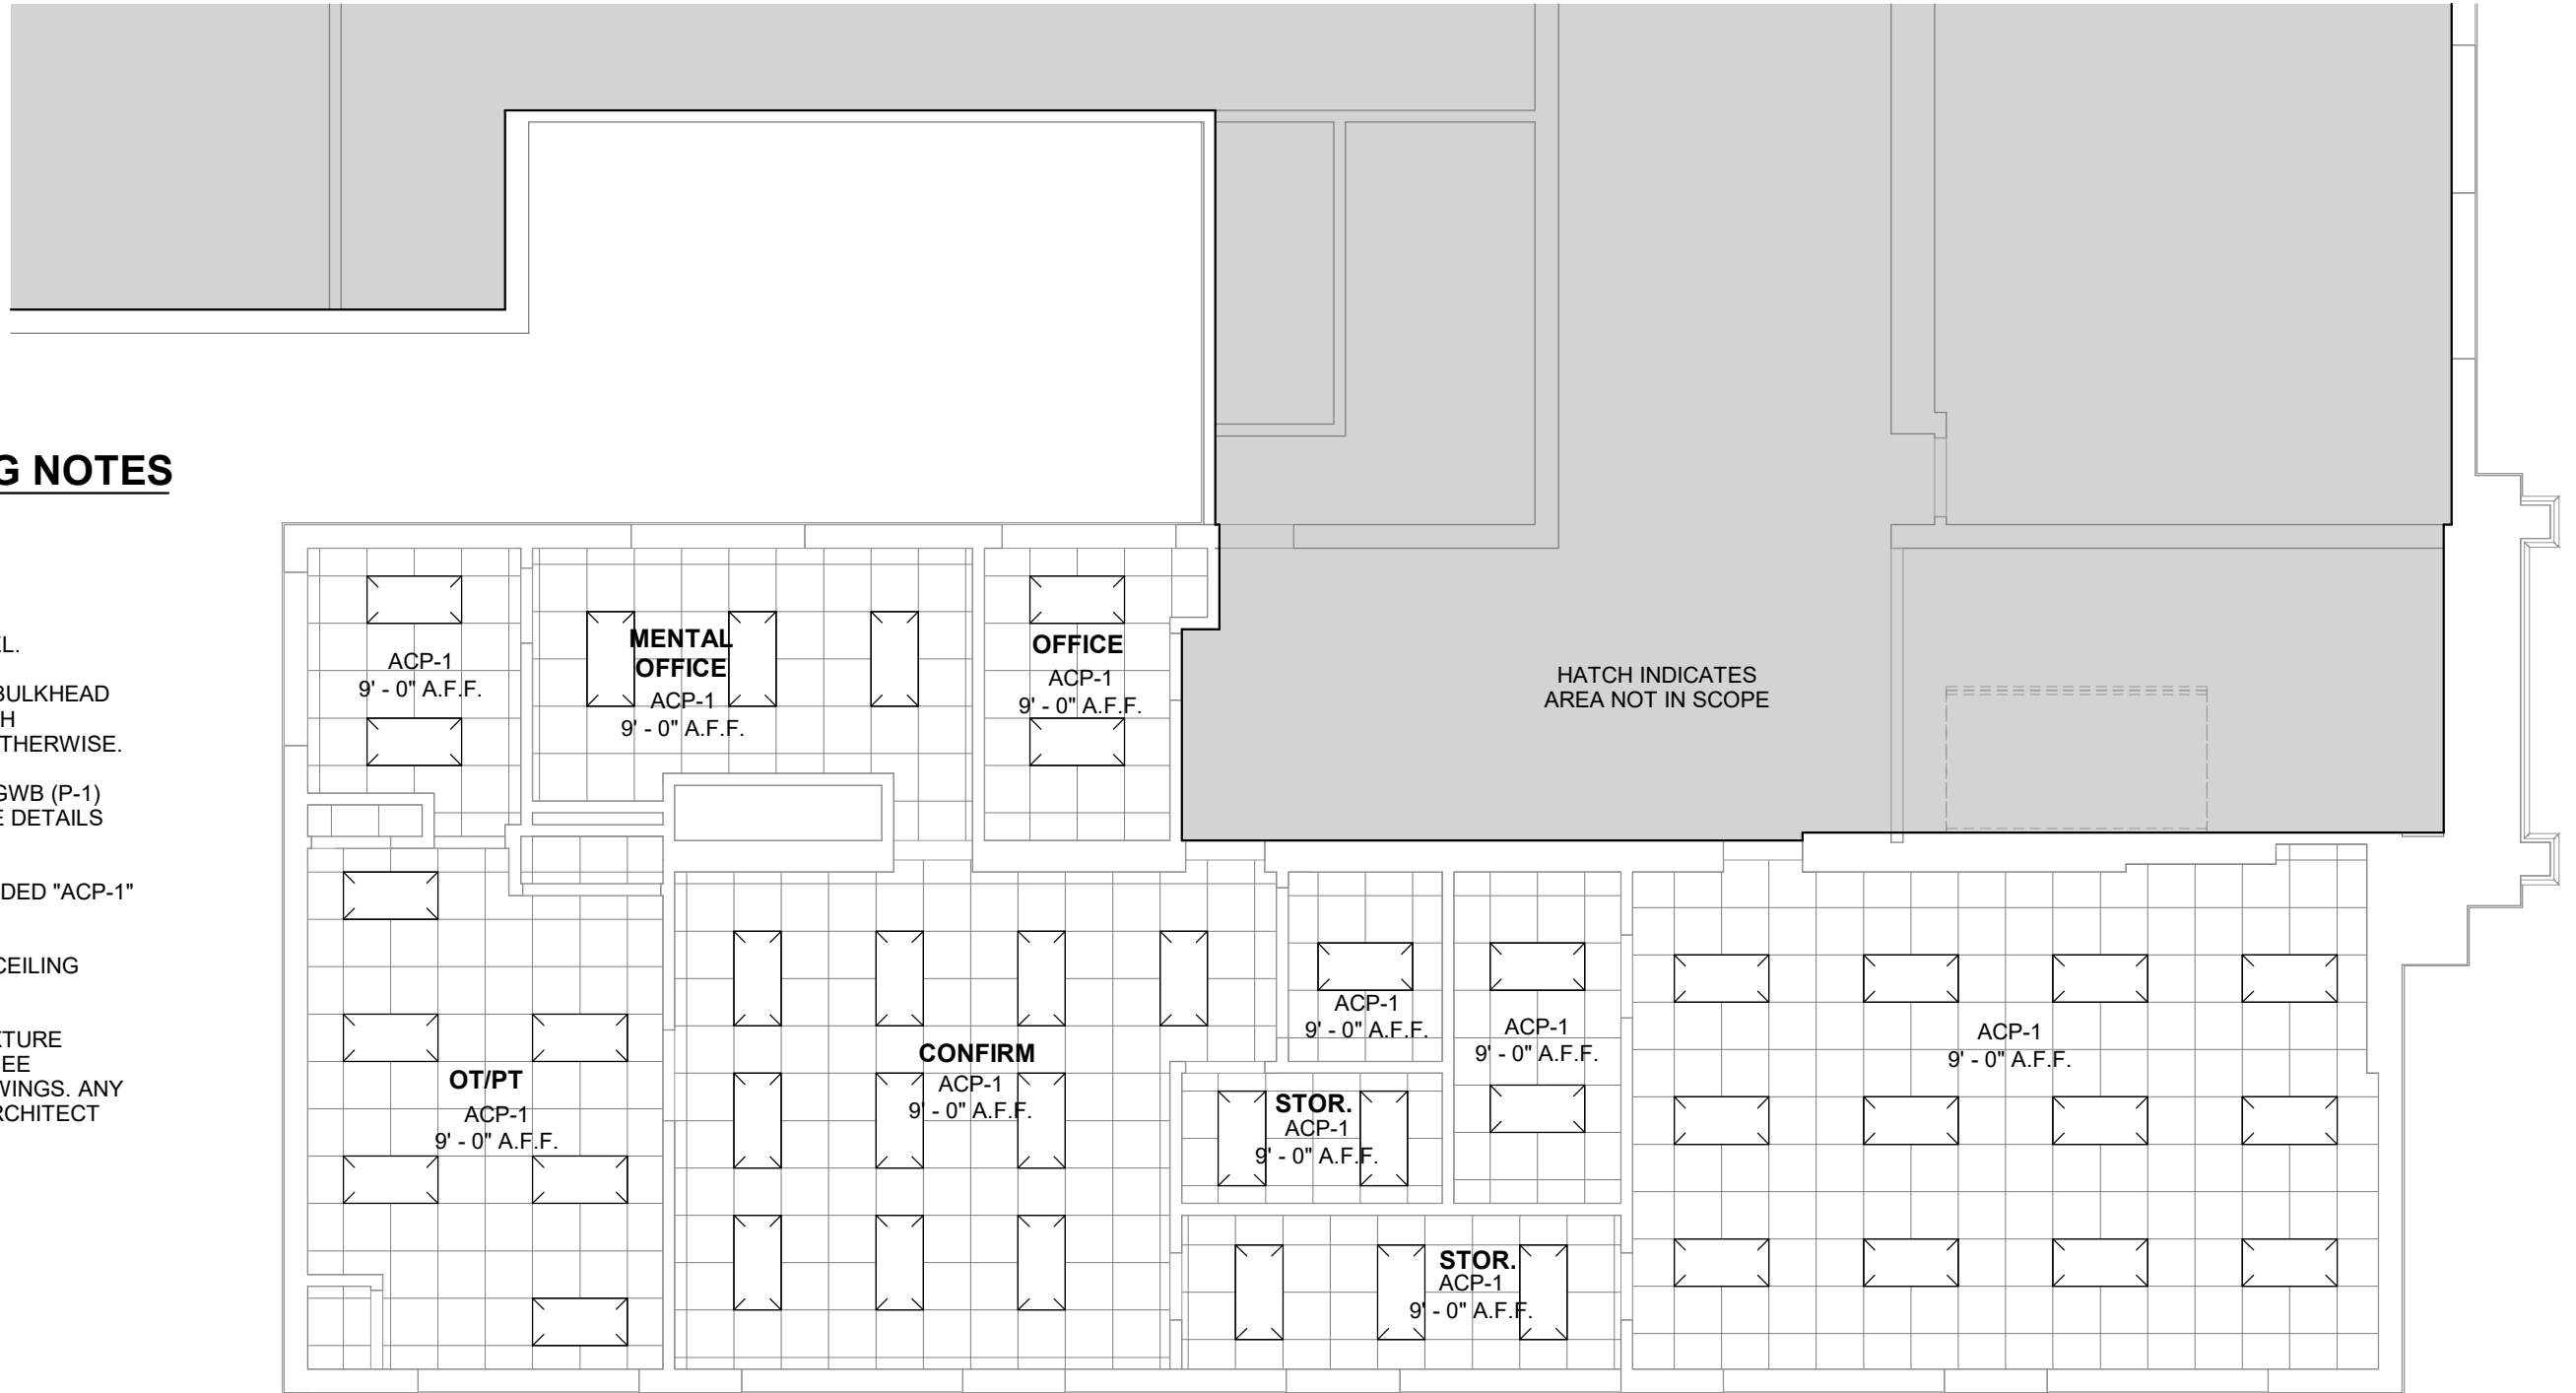 G NOTES
EL.
BULKHEAD
H
THERWISE.
GWB (P-1)
E DETAILS
DED "ACP-1"
CEILING
TURE
EE
WINGS. ANY
RCHITECT
ACP-1
9' - 0" A.F.F.
MENTAL
OFFICE
ACP-1
9' - 0" A.F.F.
OFFICE
ACP-1
9' - 0" A.F.F.
HATCH INDICATES
AREA NOT IN SCOPE
OT/PT
ACP-1
9' - 0" A.F.F.
CONFIRM
ACP-1
9' - 0" A.F.F.
ACP-1
9' - 0" A.F.F.
ACP-1
9' - 0" A.F.F.
STOR.
ACP-1
9' - 0" A.F.F.
STOR.
ACP-1
9' - 0" A.F.F.
ACP-1
9' - 0" A.F.F.